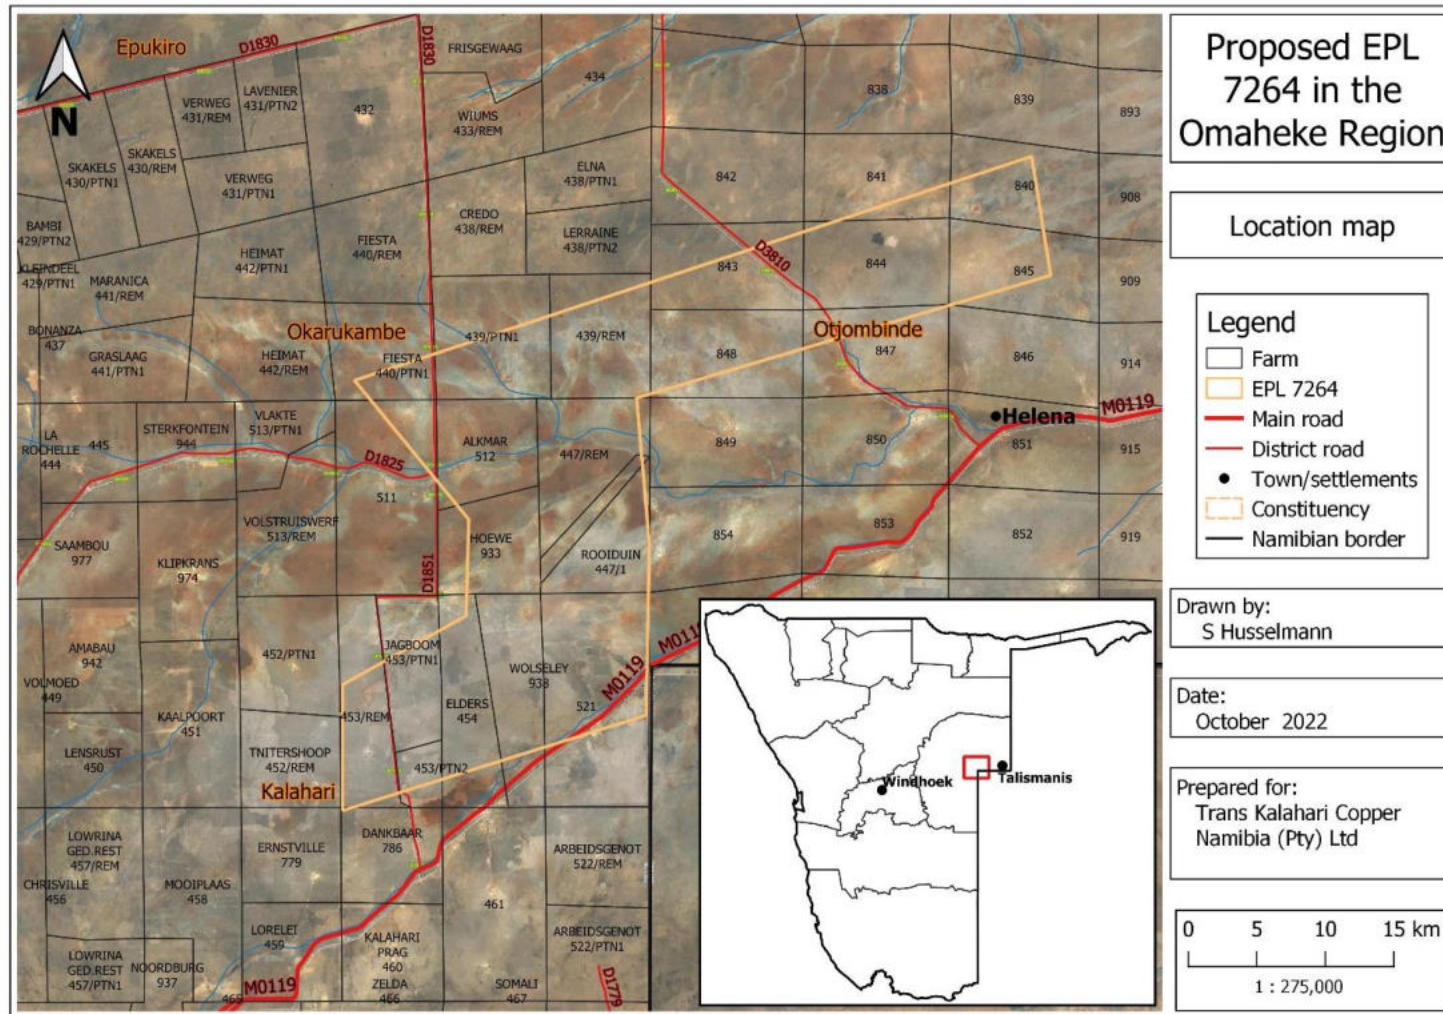 Proposed EPL
7264 in the
Omaheke Region
Location map
Legend
Farm
EPL 7264
Main road
District road
Town/settlements
Constituency
Namibian border
Drawn by:
S Husselmann
Date:
October 2022
Prepared for:
Trans Kalahari Copper
Namibia (Pty) Ltd
0 5 10 15 km
1 : 275,000
N
Epukiro
D1830
D1830
FRISGEWAAG
434
838
839
893
LAVENIER
431/PTN2
VERWEG
431/REM
432
WIUMS
433/REM
SKAKELS
430/REM
SKAKELS
430/PTN1
VERWEG
431/PTN1
ELNA
438/PTN1
842
841
840
908
BAMBI
429/PTN2
CREDO
438/REM
LERRAINE
438/PTN2
FIESTA
440/REM
HEIMAT
442/PTN1
D3810
KLEINDEEL
429/PTN1
MARANICA
441/REM
843
844
845
909
BONANZA
437
Okarukambe
439/PTN1
439/REM
Otjombinde
GRASLAAG
441/PTN1
HEIMAT
442/REM
FIESTA
440/PTN1
848
847
846
914
LA
ROCHELLE
444
445
STERKFONTEIN
944
VLAKTE
513/PTN1
ALKMAR
512
447/REM
849
850
Helena
M0119
851
915
D1825
511
SAAMBOU
977
KLIPKRANS
974
VOLSTRUISWERF
513/REM
HOEWE
933
ROOIDUIN
447/1
854
853
852
919
D1851
AMABAU
942
452/PTN1
JAGBOOM
453/PTN1
WOLSELEY
938
M0119
VOLMOED
449
KAALPOORT
451
453/REM
ELDERS
454
521
M0119
LENSRUST
450
TNITERSHOOP
452/REM
453/PTN2
Kalahari
LOWRINA
GED.REST
457/REM
ERNSTVILLE
779
DANKBAAR
786
ARBEIDSGENOT
522/REM
CHRISVILLE
456
MOOIPLAAS
458
461
LORELEI
459
KALAHARI
PRAG
460
ARBEIDSGENOT
522/PTN1
LOWRINA
GED.REST
457/PTN1
NOORDBURG
937
465
M0119
ZELDA
466
SOMALI
467
D1779
Windhoek
Talismanis